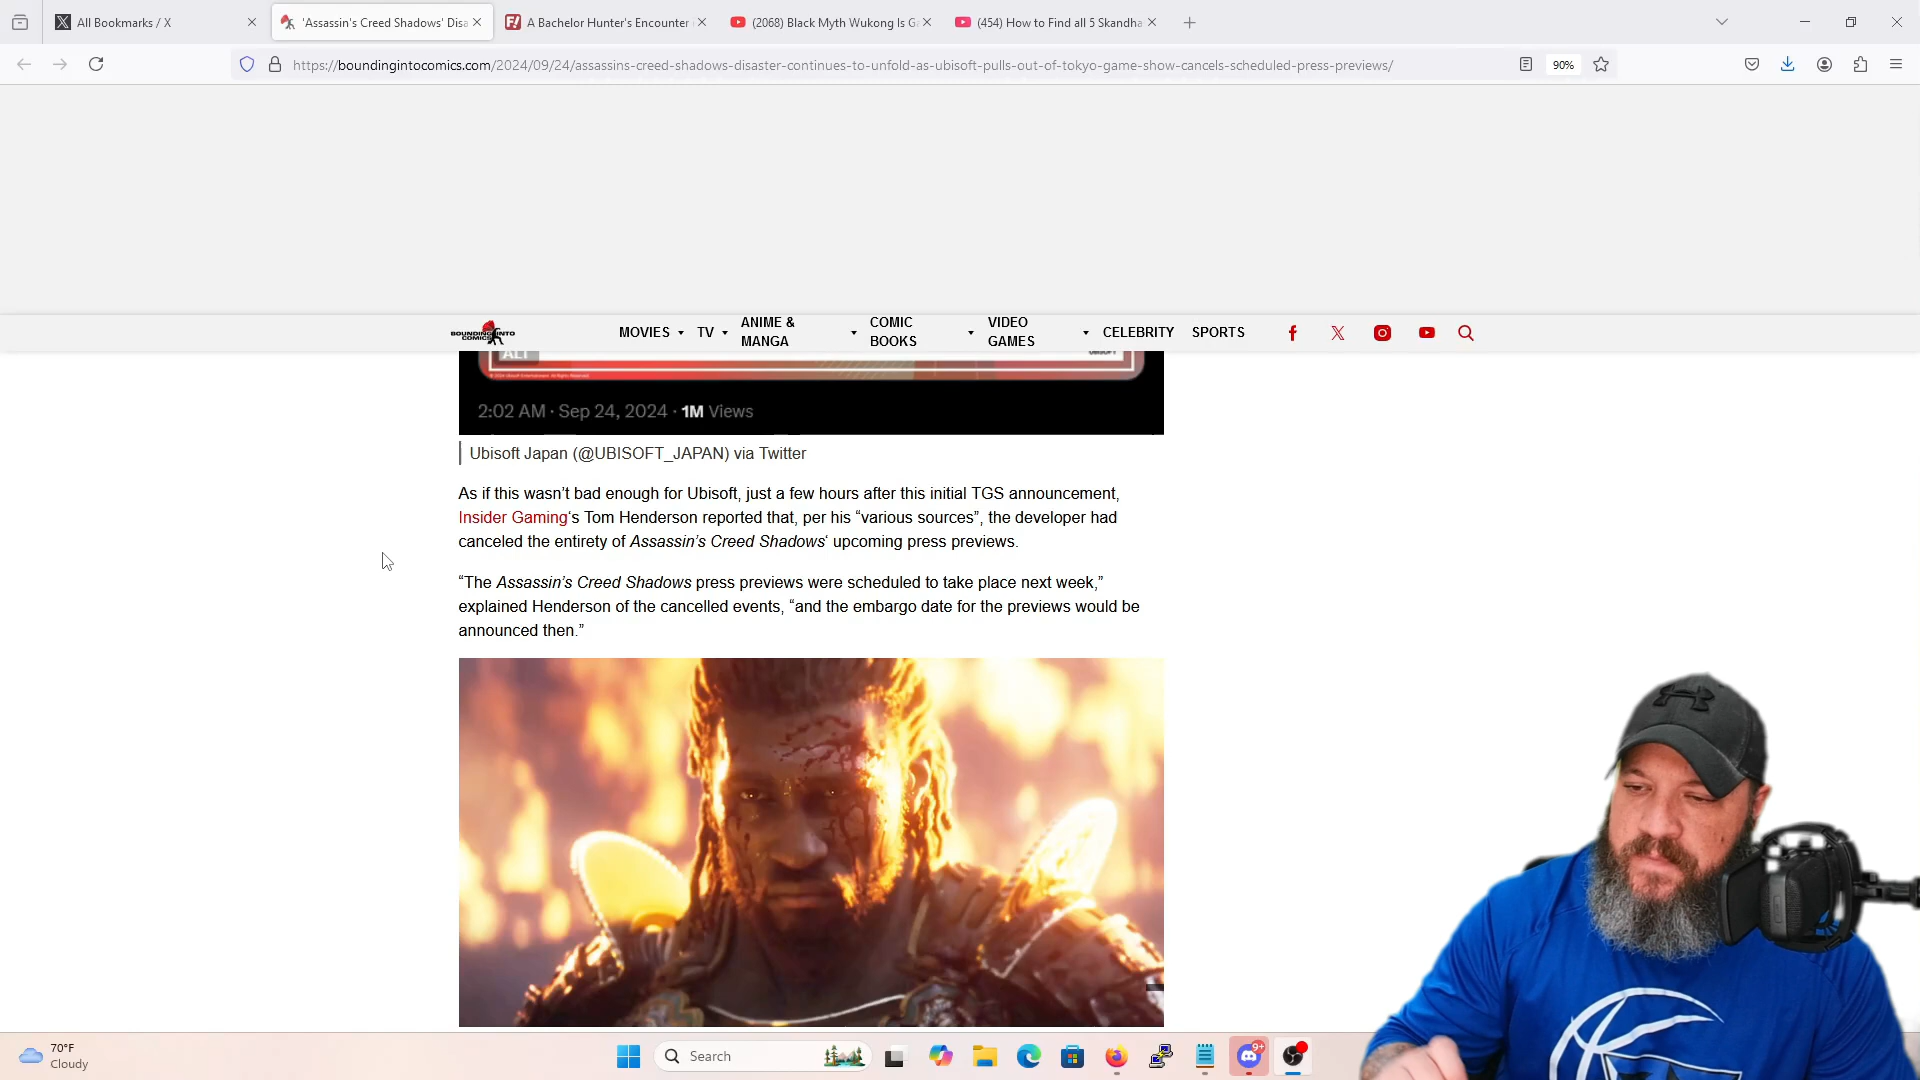 All Bookmarks / X
'Assassin's Creed Shadows' Disa
A Bachelor Hunter's Encounter
(2068) Black Myth Wukong Is G
(454) How to Find all 5 Skandha
https://boundingintocomics.com/2024/09/24/assassins-creed-shadows-disaster-continues-to-unfold-as-ubisoft-pulls-out-of-tokyo-game-show-cancels-scheduled-press-previews/
90%
BOUNDING INTO COMICS
MOVIES
TV
ANIME &
MANGA
COMIC
BOOKS
VIDEO
GAMES
CELEBRITY
SPORTS
ALT
UBISOFT
2:02 AM · Sep 24, 2024 · 1M Views
Ubisoft Japan (@UBISOFT_JAPAN) via Twitter
As if this wasn’t bad enough for Ubisoft, just a few hours after this initial TGS announcement,
Insider Gaming‘s Tom Henderson reported that, per his “various sources”, the developer had
canceled the entirety of Assassin’s Creed Shadows‘ upcoming press previews.
“The Assassin’s Creed Shadows press previews were scheduled to take place next week,”
explained Henderson of the cancelled events, “and the embargo date for the previews would be
announced then.”
70°F
Cloudy
Search
9+